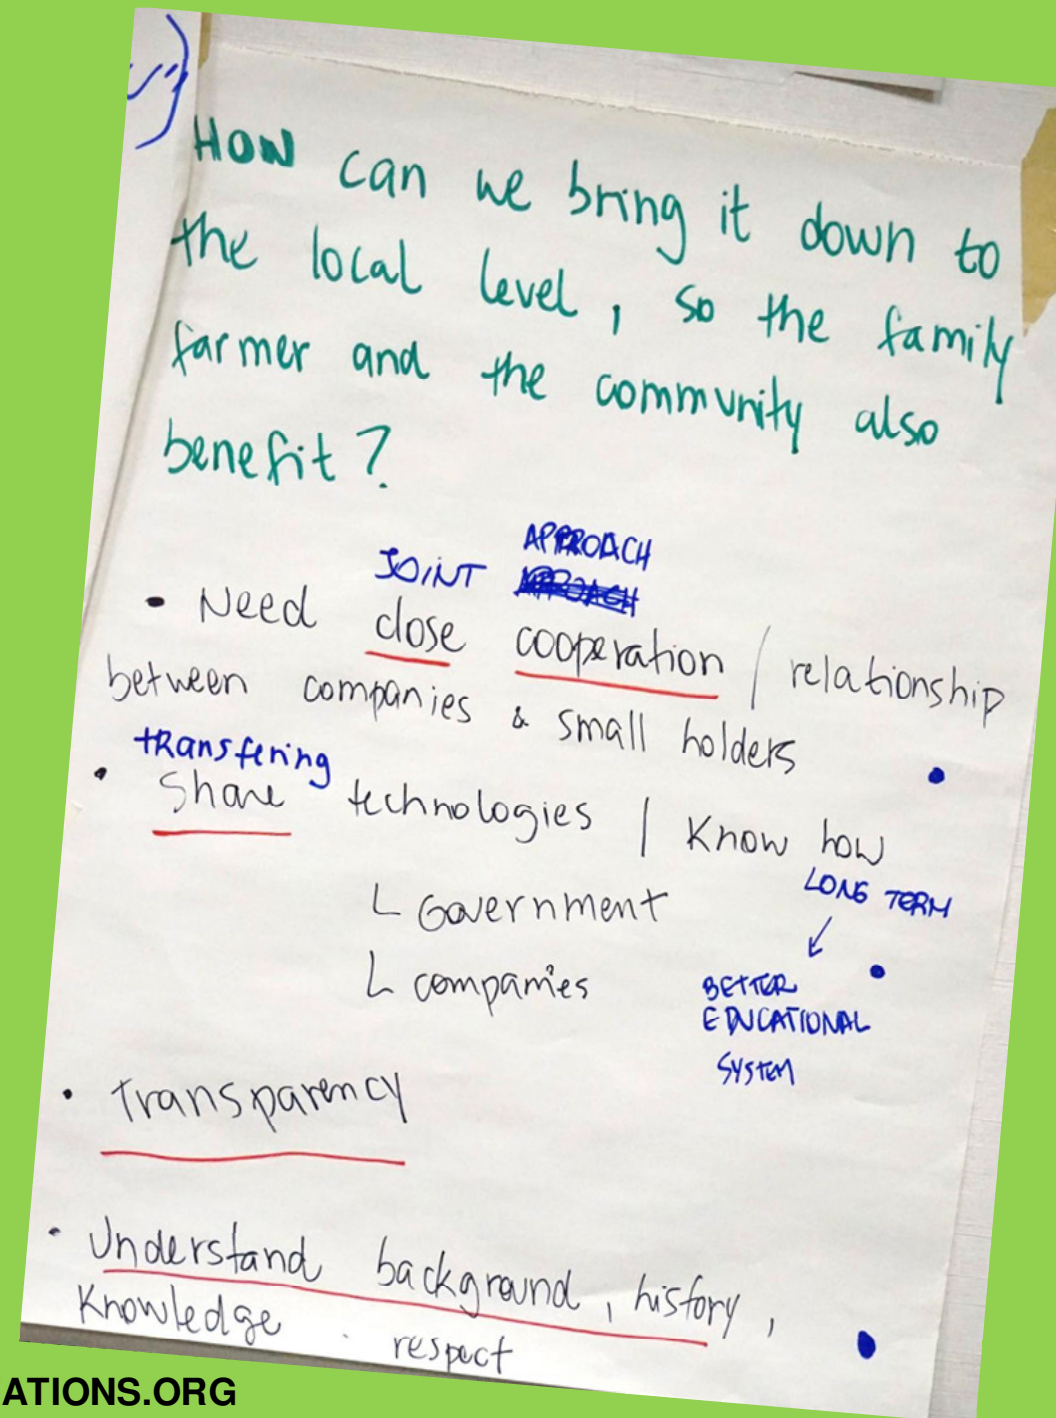 HOW can we bring it down to
the local level, so the family
farmer and the community also
benefit?
APPROACH
JOINT APPROACH
• Need close cooperation / relationship
between companies & small holders
transfering
• Share technologies / Know how
LONG TERM
L Government
L companies
BETTER
EDUCATIONAL
SYSTEM
• Transparency
• Understand background, history,
Knowledge . respect
ATIONS.ORG